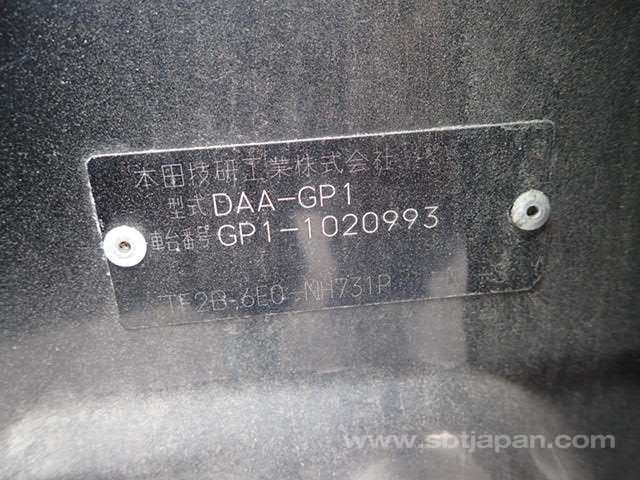 本田技研工業株式会社
型式 DAA-GP1
車台番号 GP1-1020993
TF2B-6E0 NH731P
www.sbtjapan.com